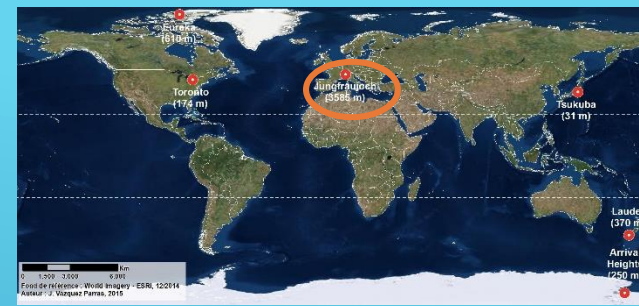 Eureka
(610 m)
Toronto
(174 m)
Jungfraujoch
(3585 m)
Tsukuba
(31 m)
Laude
(370 m
Arriva
Heights
(250 m
Km
0 1,500 3,000 6,000
Fond de référence : World Imagery - ESRI, 12/2014
Auteur : J. Vazquez Parras, 2015